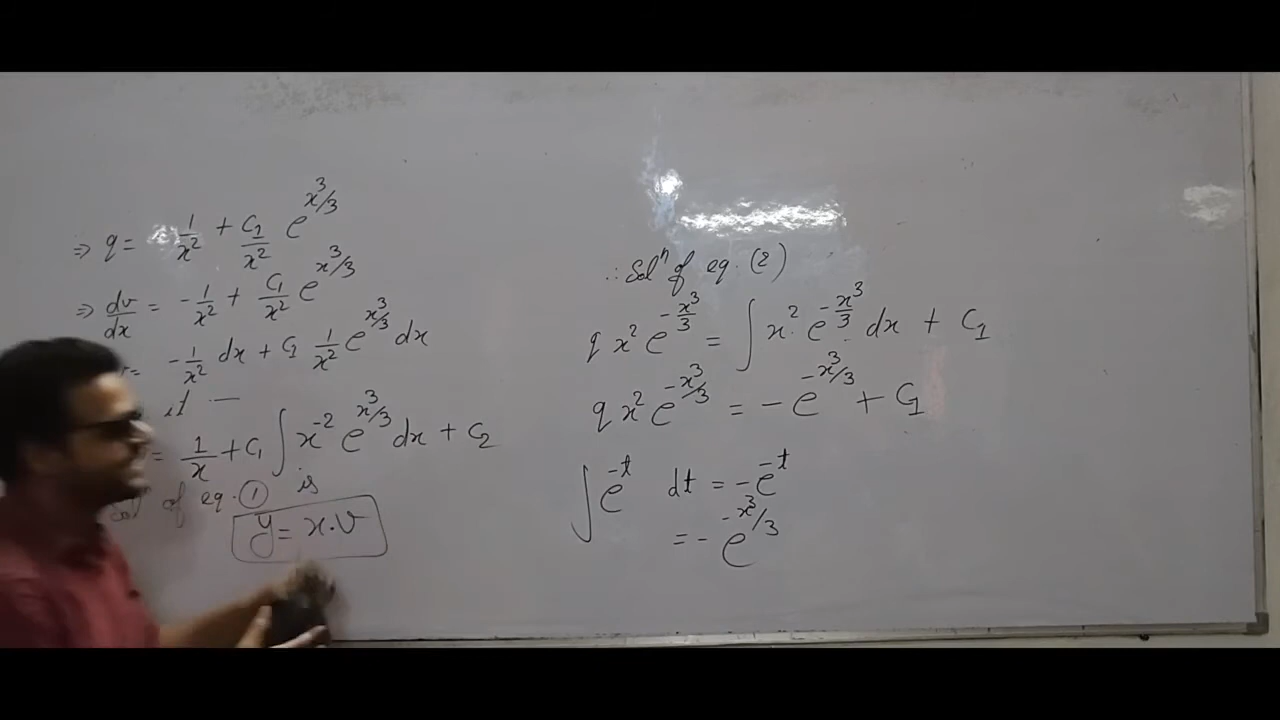 ⇒ q = - 1/x² + C₁/x² e^(x³/3)
⇒ dv/dx = - 1/x² + C₁/x² e^(x³/3)
= - 1/x² dx + C₁ 1/x² e^(x³/3) dx
it —
= 1/x + C₁ ∫ x⁻² e^(x³/3) dx + C₂
Solⁿ of eq. ① is
y = x.v
∴ Solⁿ of eq. (2)
q x² e^(-x³/3) = ∫ x² . e^(-x³/3) . dx + C₁
q x² e^(-x³/3) = - e^(-x³/3) + C₁
∫ e^(-t) dt = - e^(-t)
= - e^(-x³/3)